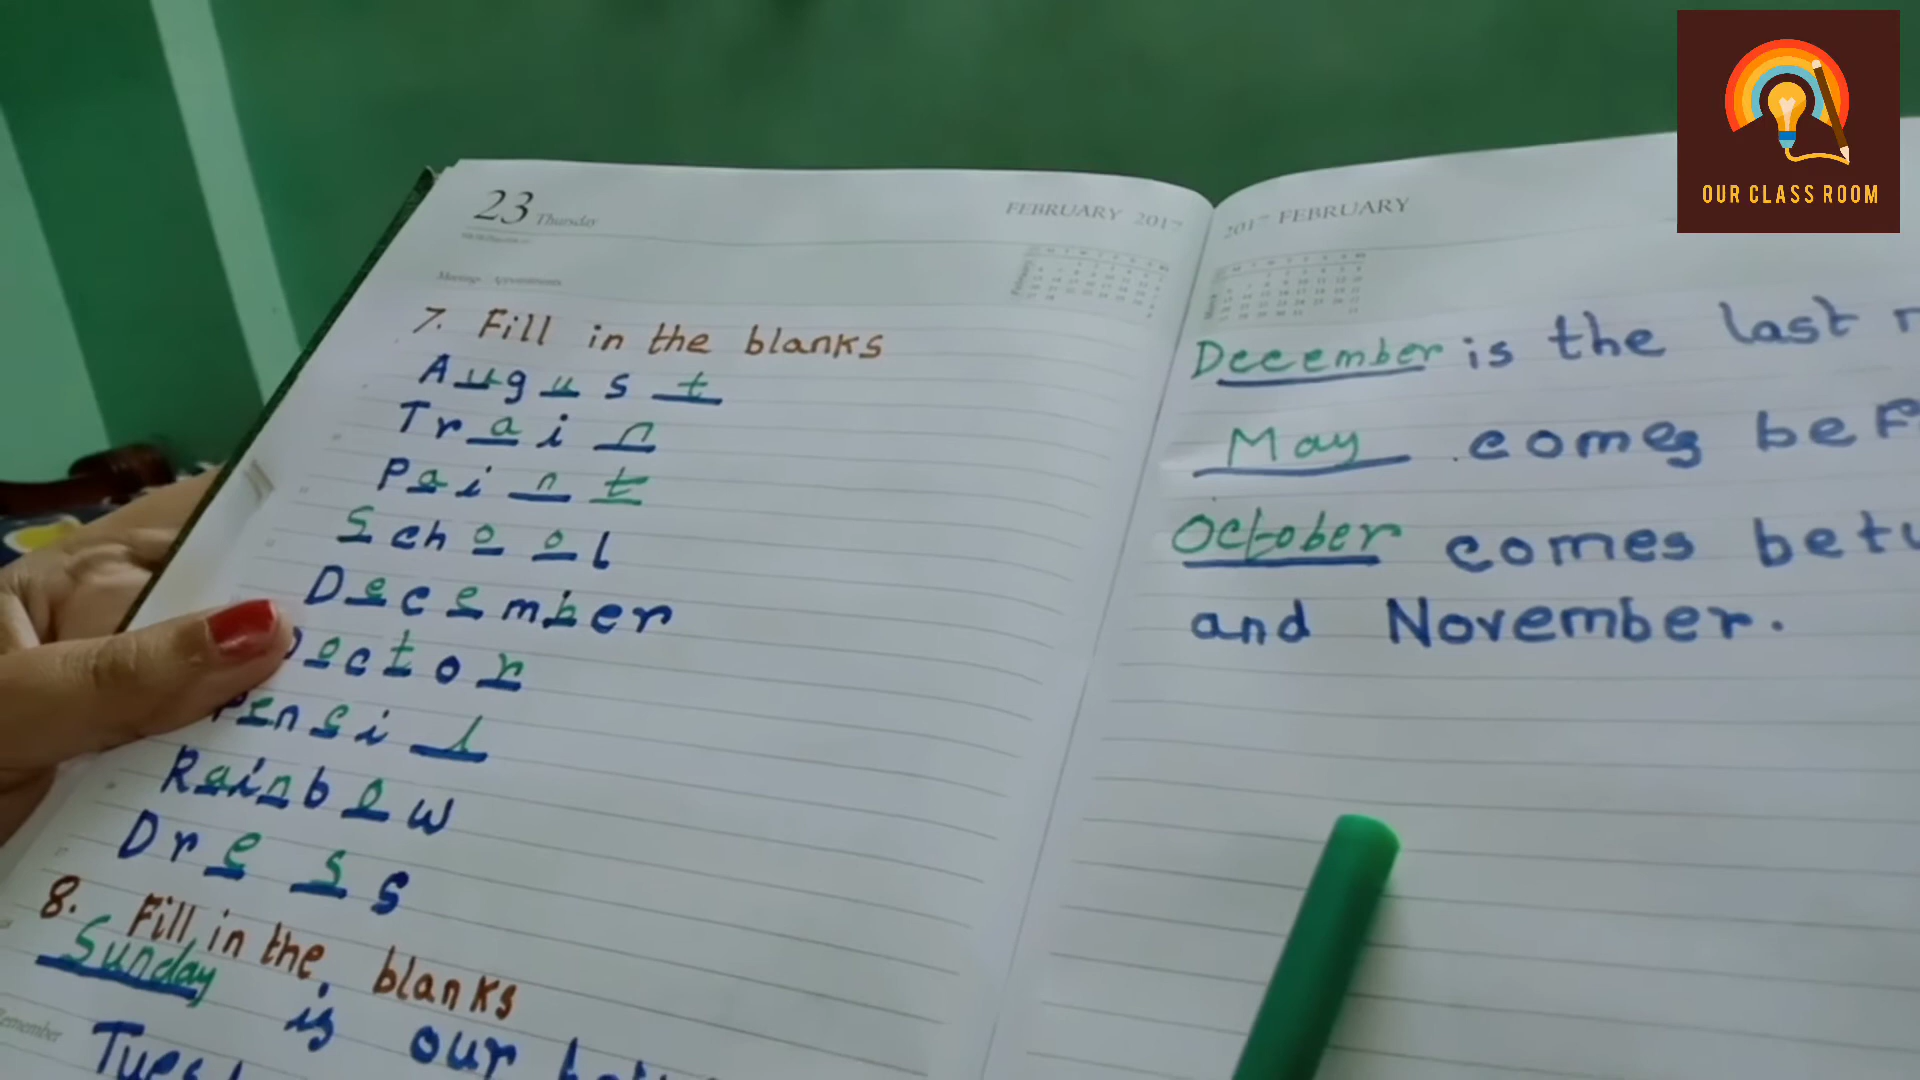 23 Thursday
FEBRUARY 2017
7. Fill in the blanks
August
Train
Paint
School
December
Doctor
Pencil
Rainbow
Dress
8. Fill in the blanks
Sunday is our
2017 FEBRUARY
December is the last
May comes
October comes
and November.
OUR CLASS ROOM